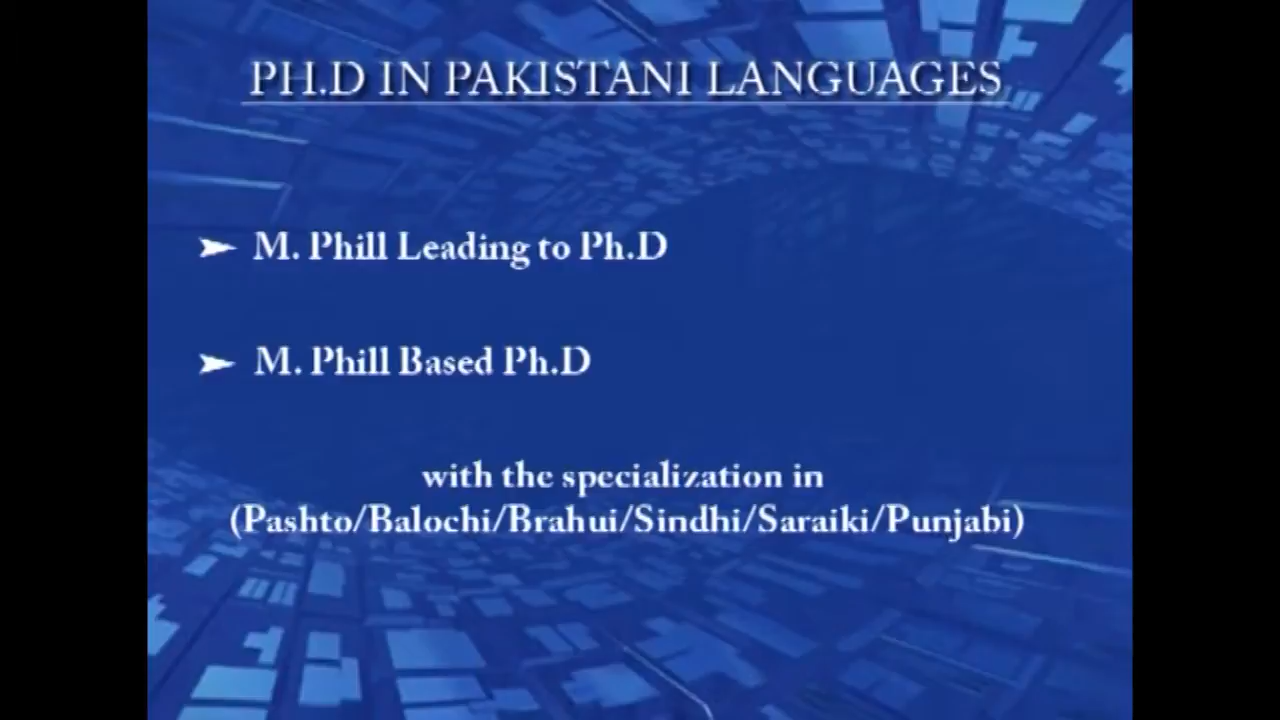 PH.D IN PAKISTANI LANGUAGES
➤ M. Phill Leading to Ph.D
➤ M. Phill Based Ph.D
with the specialization in
(Pashto/Balochi/Brahui/Sindhi/Saraiki/Punjabi)